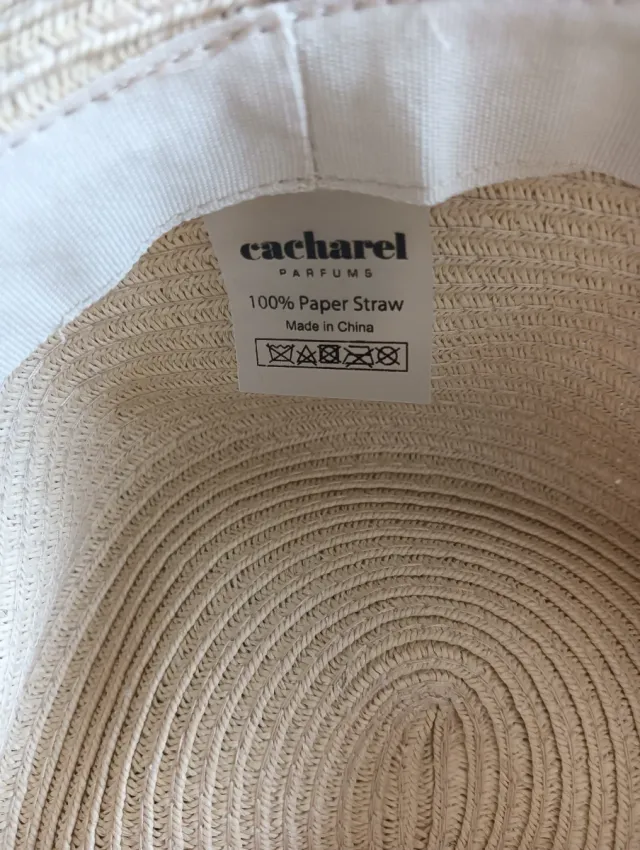 cacharel
PARFUMS
100% Paper Straw
Made in China